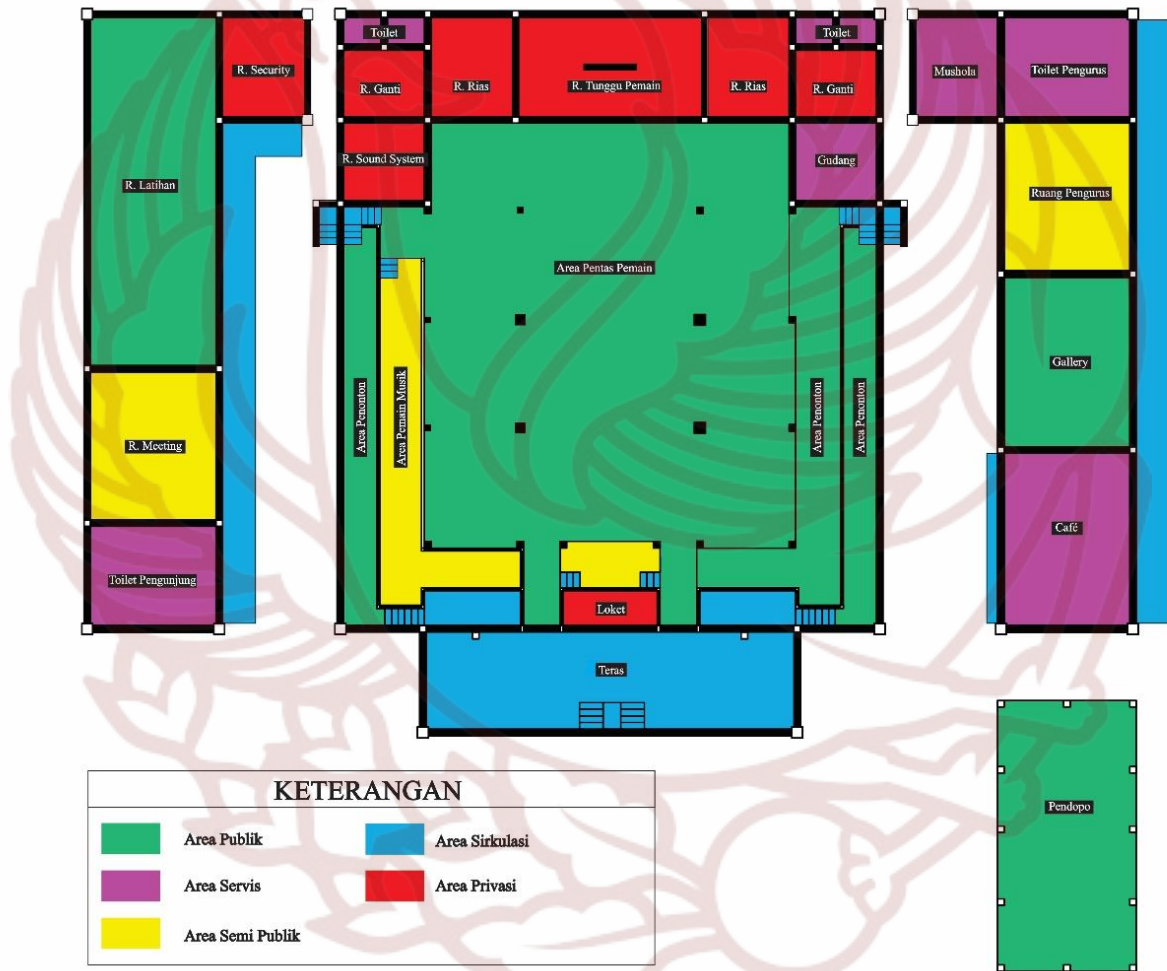 Toilet
Toilet
R. Security
Mushola
Toilet Pengurus
R. Ganti
R. Rias
R. Tunggu Pemain
R. Rias
R. Ganti
R. Sound System
Gudang
R. Latihan
Ruang Pengurus
Area Pentas Pemain
Gallery
Area Penonton
Area Pemain Musik
Area Penonton
Area Penonton
R. Meeting
Café
Toilet Pengunjung
Loket
Teras
Pendopo
KETERANGAN
Area Publik
Area Sirkulasi
Area Servis
Area Privasi
Area Semi Publik